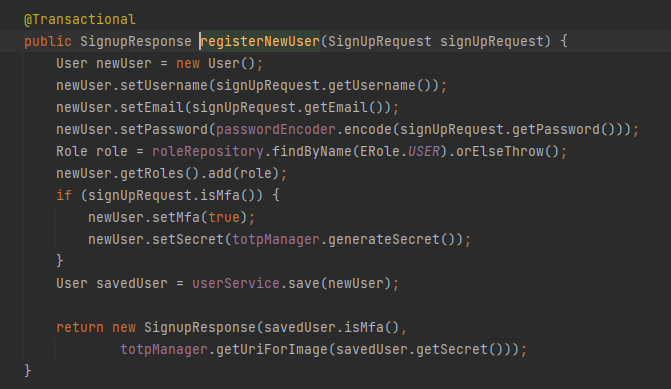 @Transactional
public SignupResponse registerNewUser(SignUpRequest signUpRequest) {
    User newUser = new User();
    newUser.setUsername(signUpRequest.getUsername());
    newUser.setEmail(signUpRequest.getEmail());
    newUser.setPassword(passwordEncoder.encode(signUpRequest.getPassword()));
    Role role = roleRepository.findByName(ERole.USER).orElseThrow();
    newUser.getRoles().add(role);
    if (signUpRequest.isMfa()) {
        newUser.setMfa(true);
        newUser.setSecret(totpManager.generateSecret());
    }
    User savedUser = userService.save(newUser);

    return new SignupResponse(savedUser.isMfa(),
            totpManager.getUriForImage(savedUser.getSecret()));
}